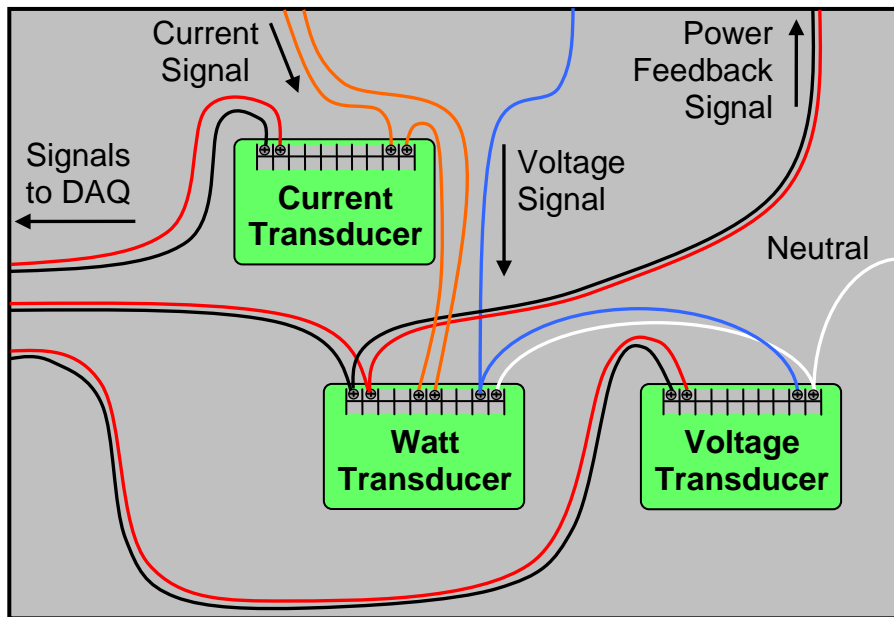 Current
Signal
Power
Feedback
Signal
Signals
to DAQ
Voltage
Signal
Current
Transducer
Neutral
Watt
Transducer
Voltage
Transducer